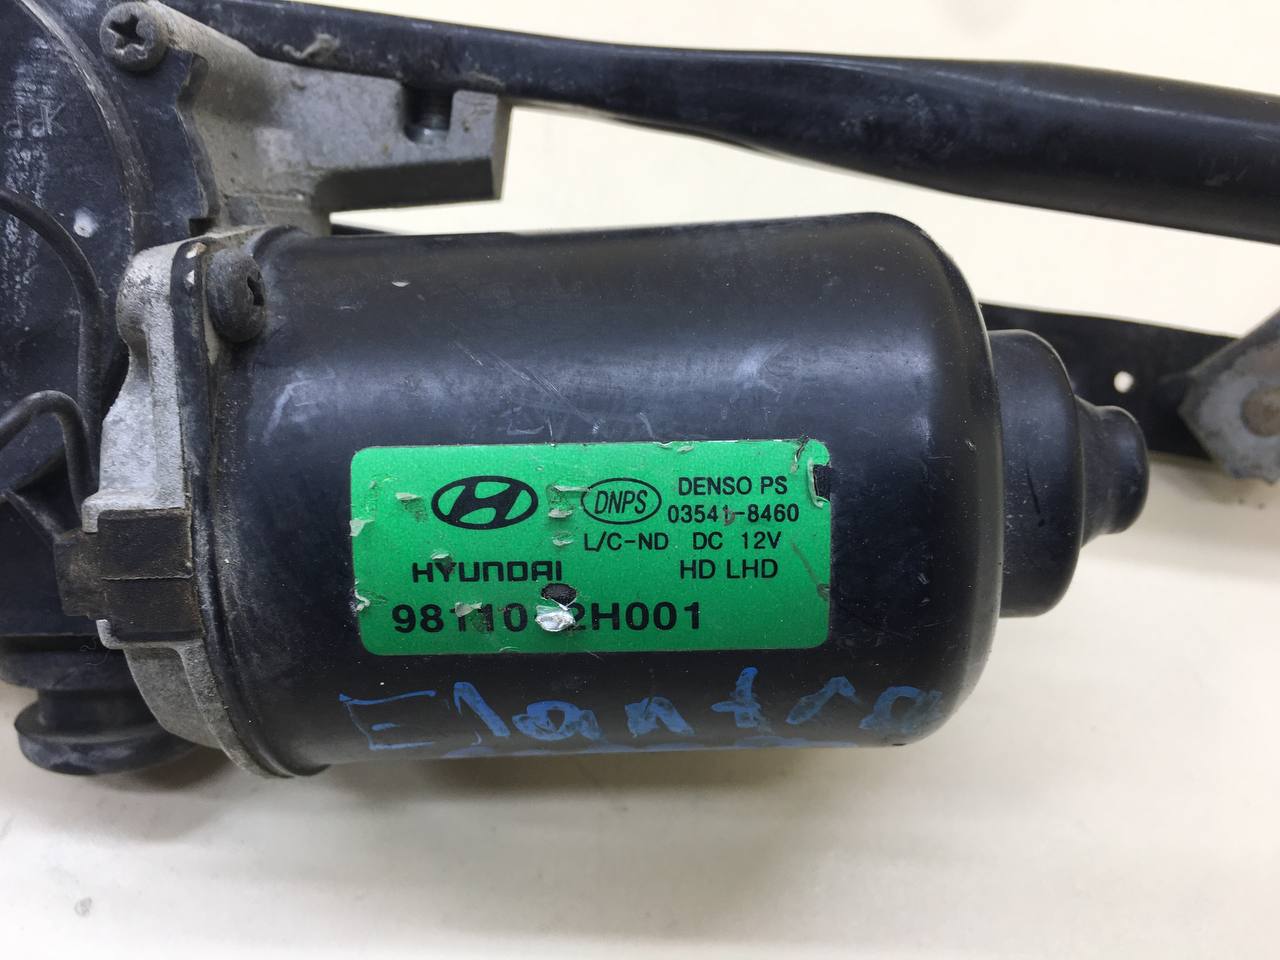 DNPS
DENSO PS
03541-8460
L/C-ND DC 12V
HYUNDAI
HD LHD
98110-2H001
Elantra